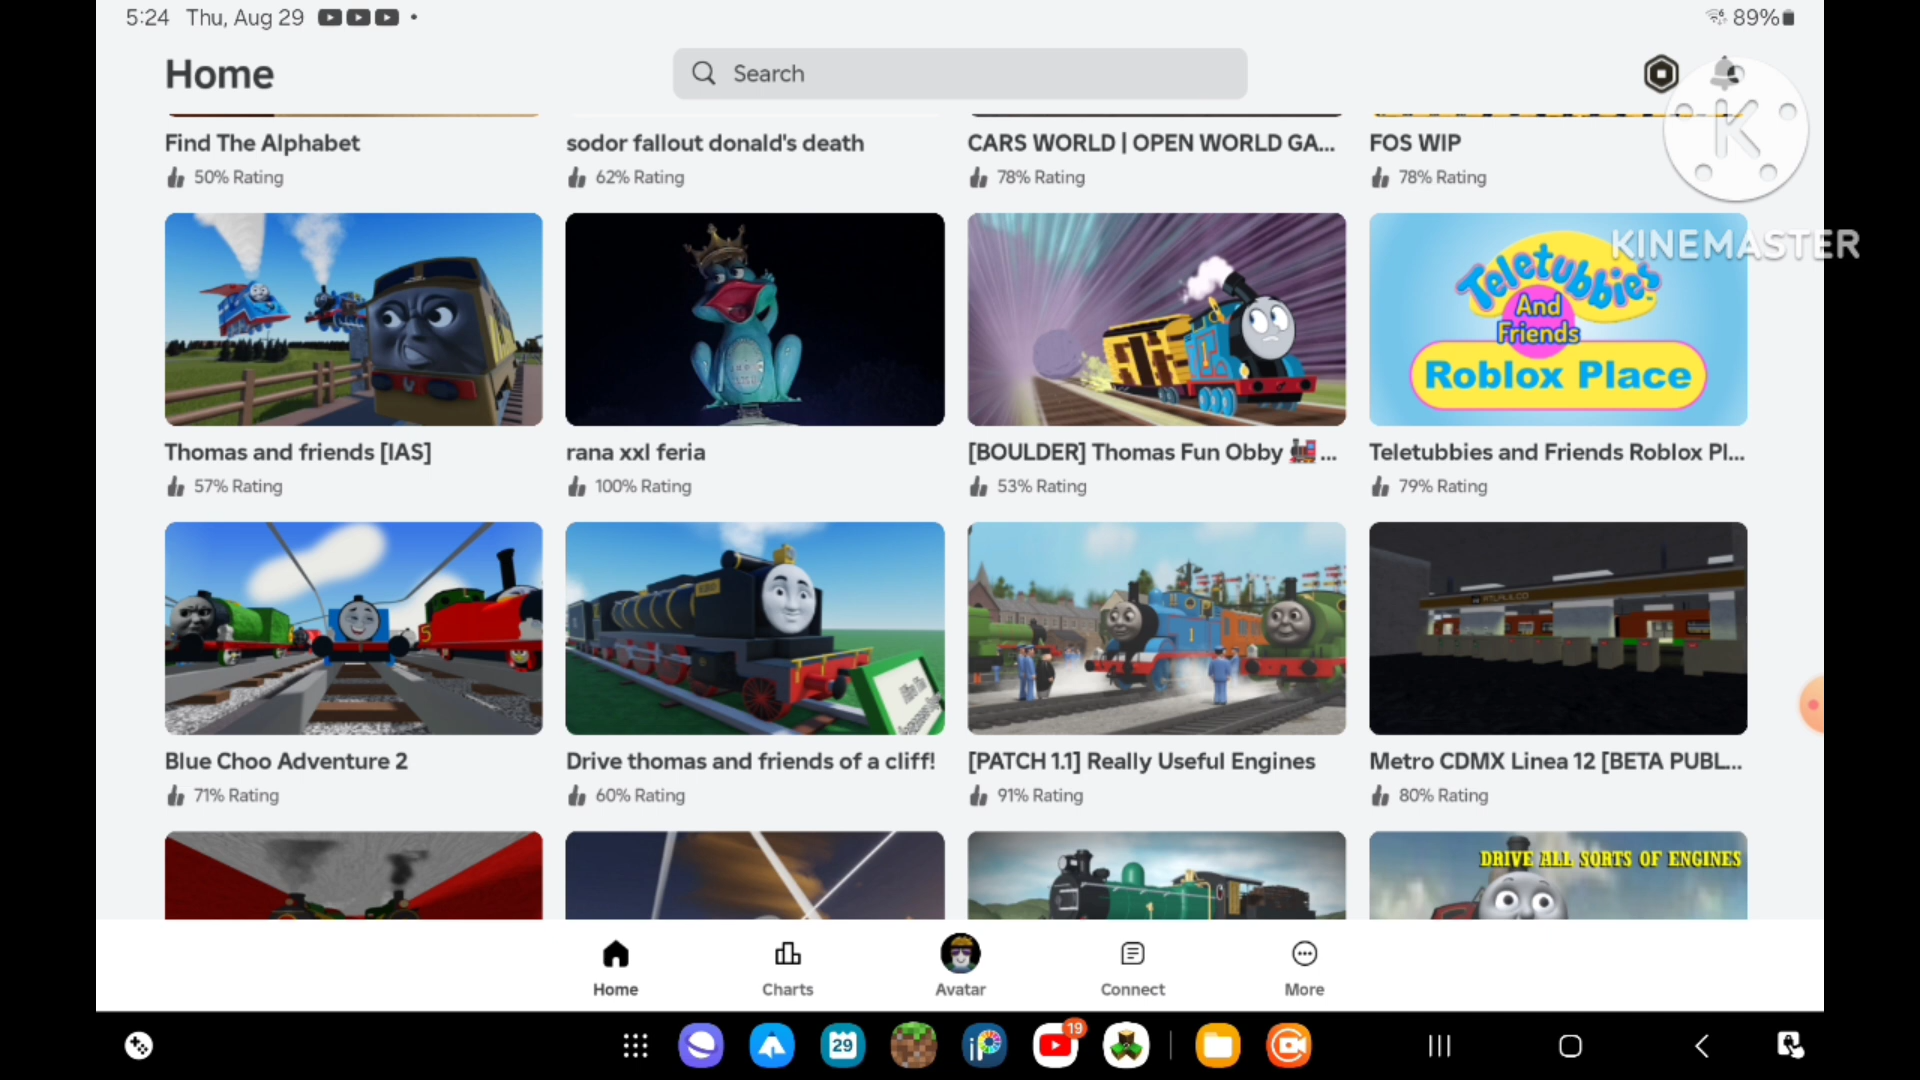 5:24 Thu, Aug 29
89%
Home
Search
K
KINEMASTER
Find The Alphabet
50% Rating
sodor fallout donald's death
62% Rating
CARS WORLD | OPEN WORLD GA...
78% Rating
FOS WIP
78% Rating
Teletubbies
And
Friends
Roblox Place
Thomas and friends [IAS]
57% Rating
rana xxl feria
100% Rating
[BOULDER] Thomas Fun Obby 🚂...
53% Rating
Teletubbies and Friends Roblox Pl...
79% Rating
5
1
Blue Choo Adventure 2
71% Rating
Drive thomas and friends of a cliff!
60% Rating
[PATCH 1.1] Really Useful Engines
91% Rating
Metro CDMX Linea 12 [BETA PUBL...
80% Rating
DRIVE ALL SORTS OF ENGINES
Home
Charts
Avatar
Connect
More
29
19